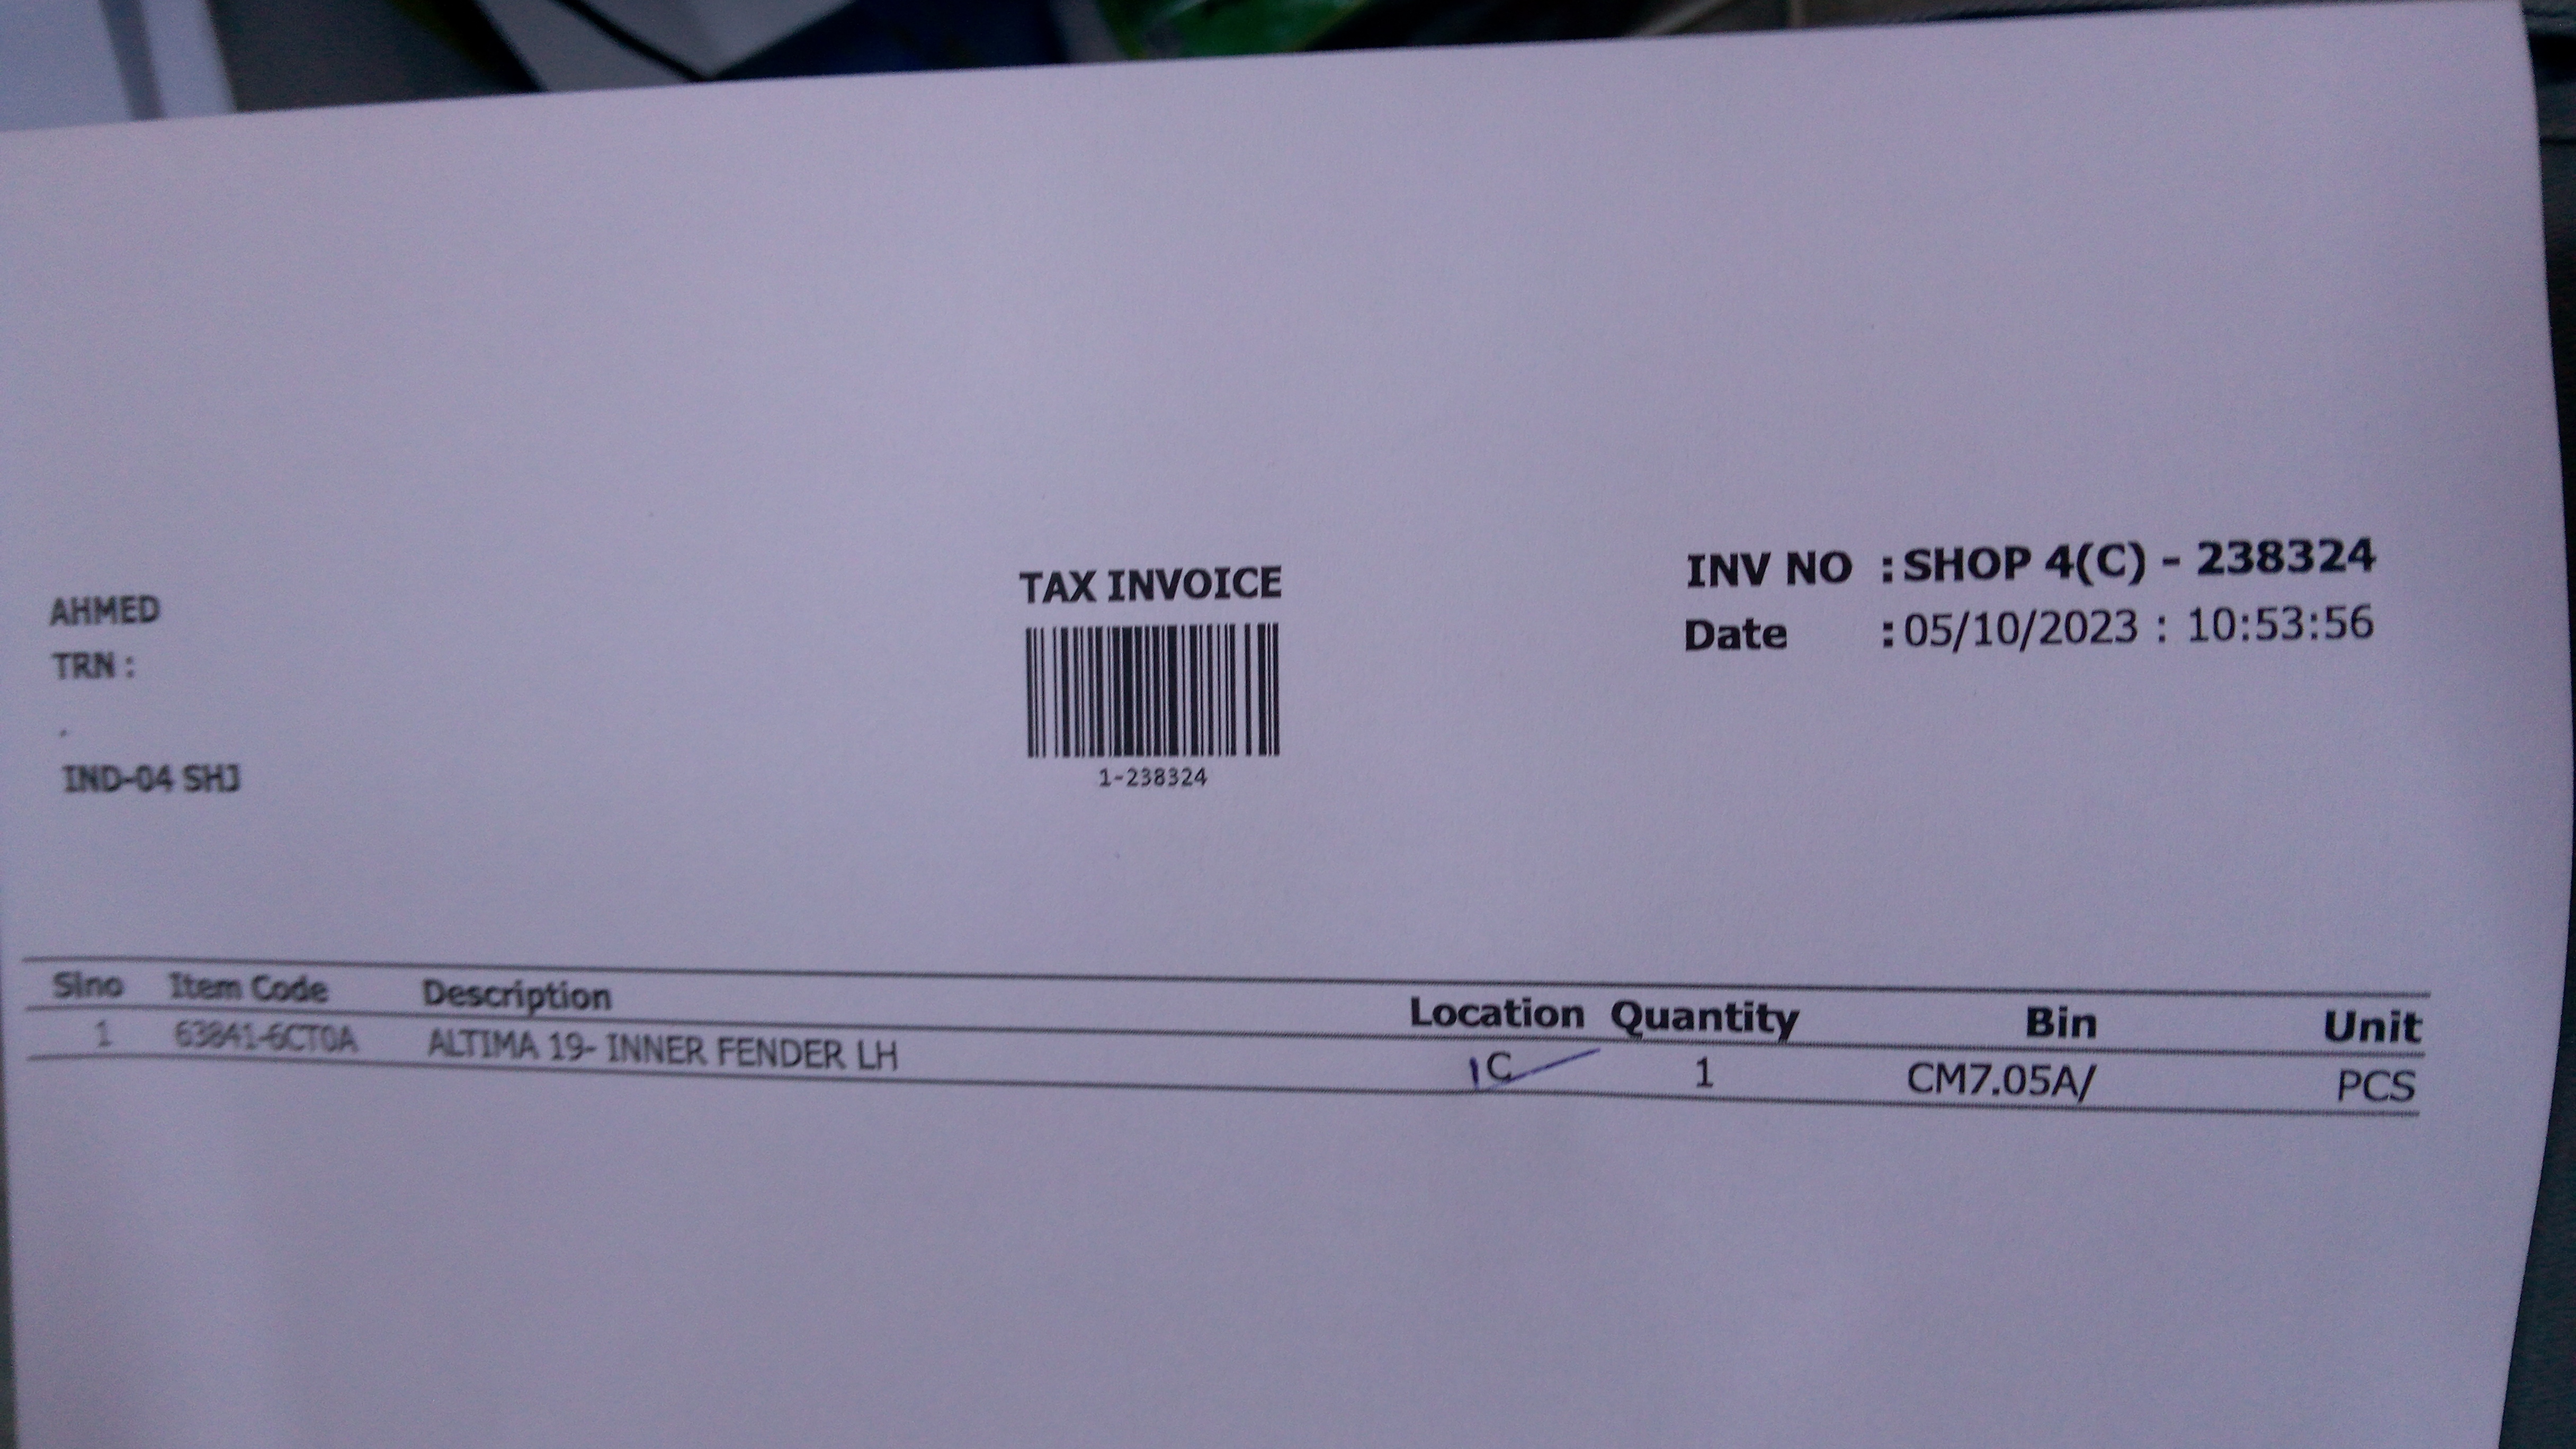 AHMED
TRN :
.
IND-04 SHJ
TAX INVOICE
1-238324
INV NO : SHOP 4(C) - 238324
Date : 05/10/2023 : 10:53:56
Slno Item Code Description Location Quantity Bin Unit
1 63841-6CT0A ALTIMA 19- INNER FENDER LH C 1 CM7.05A/ PCS